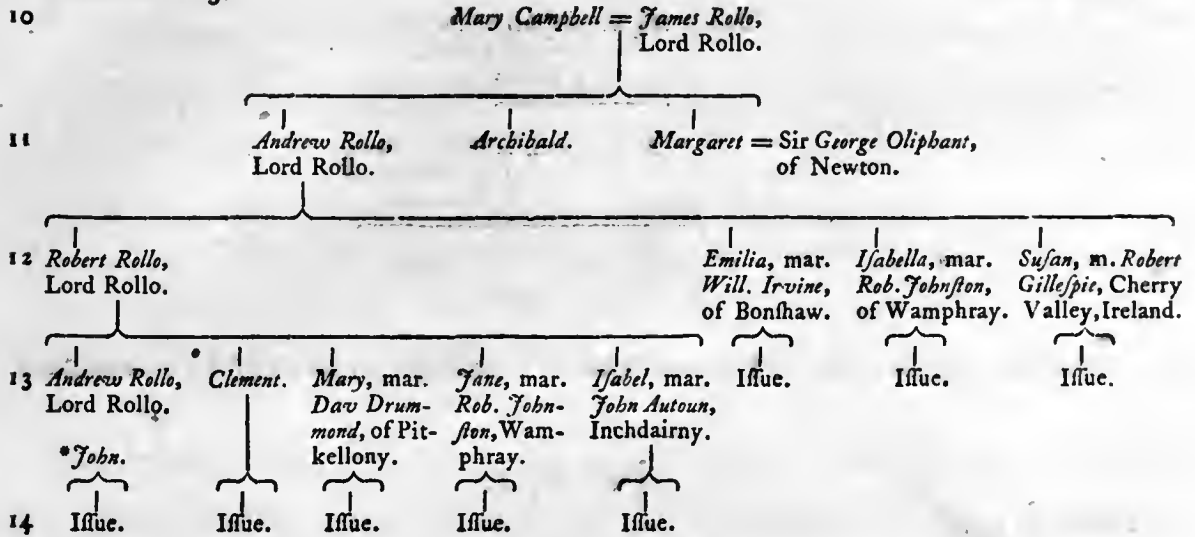 10 Mary Campbell = James Rollo,
Lord Rollo.
11 Andrew Rollo, Archibald. Margaret = Sir George Oliphant,
Lord Rollo. of Newton.
12 Robert Rollo, Emilia, mar. Iſabella, mar. Suſan, m. Robert
Lord Rollo. Will. Irvine, Rob. Johnſton, Gilleſpie, Cherry
of Bonſhaw. of Wamphray. Valley, Ireland.
13 Andrew Rollo, Clement. Mary, mar. Jane, mar. Iſabel, mar. Iſſue. Iſſue. Iſſue.
Lord Rollo. Dav Drum- Rob. John- John Autoun,
mond, of Pit- ſton, Wam- Inchdairny.
*John. kellony. phray.
14 Iſſue. Iſſue. Iſſue. Iſſue. Iſſue.